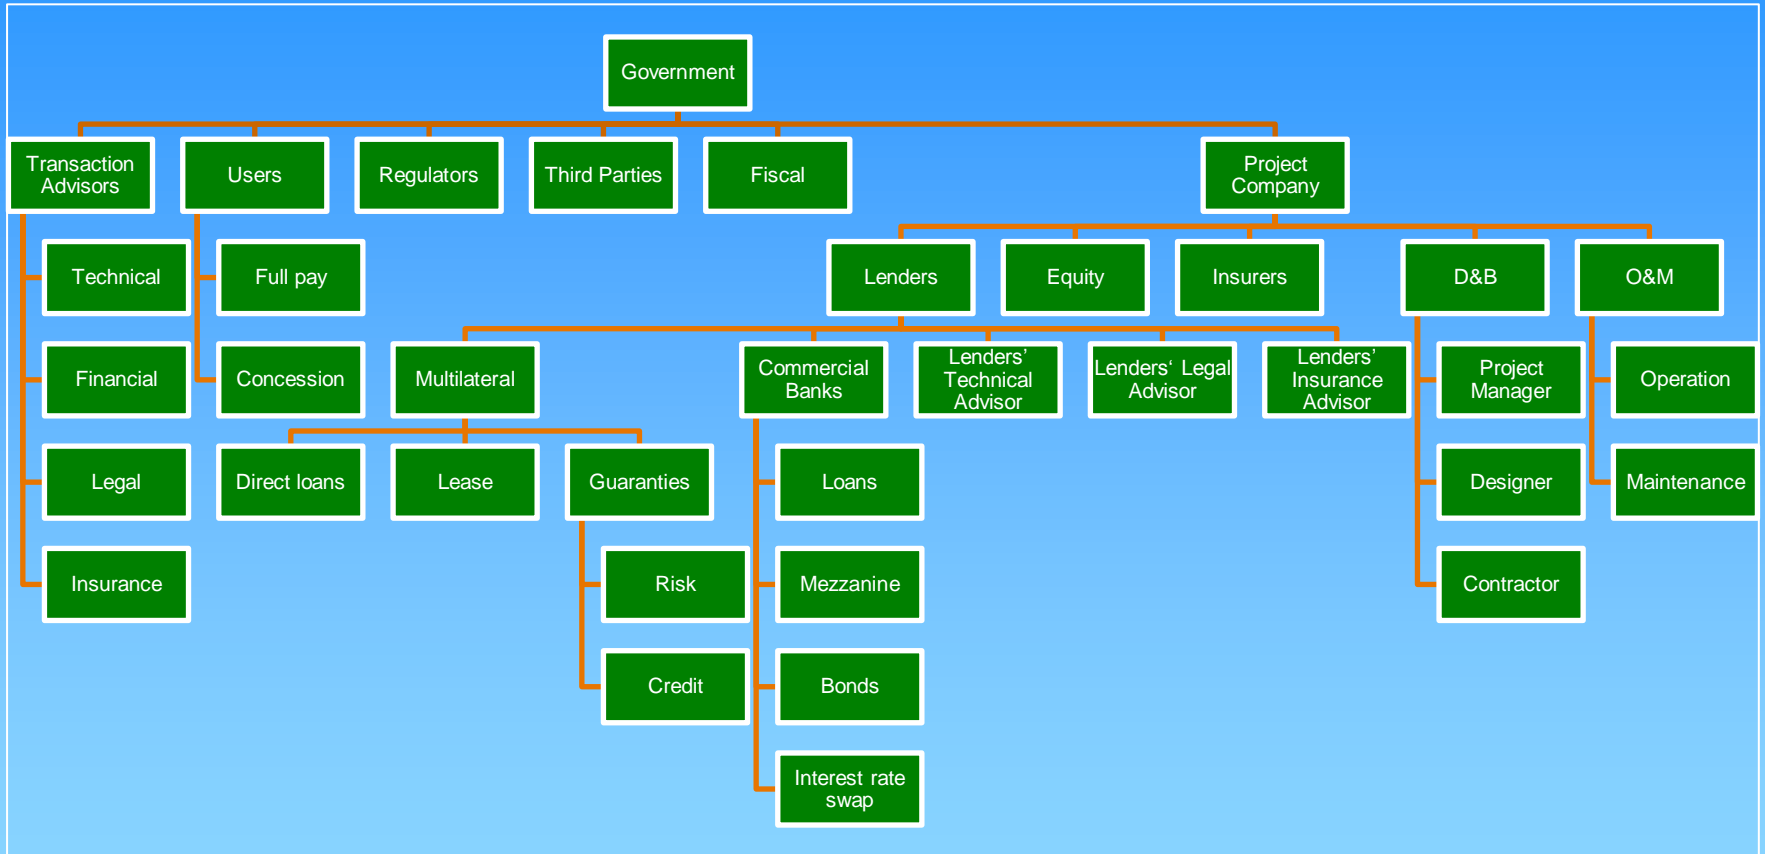 Government
Transaction
Advisors
Users
Regulators
Third Parties
Fiscal
Project
Company
Technical
Full pay
Lenders
Equity
Insurers
D&B
O&M
Financial
Concession
Multilateral
Commercial
Banks
Lenders’
Technical
Advisor
Lenders‘ Legal
Advisor
Lenders’
Insurance
Advisor
Project
Manager
Operation
Legal
Direct loans
Lease
Guaranties
Loans
Designer
Maintenance
Insurance
Risk
Mezzanine
Contractor
Credit
Bonds
Interest rate
swap